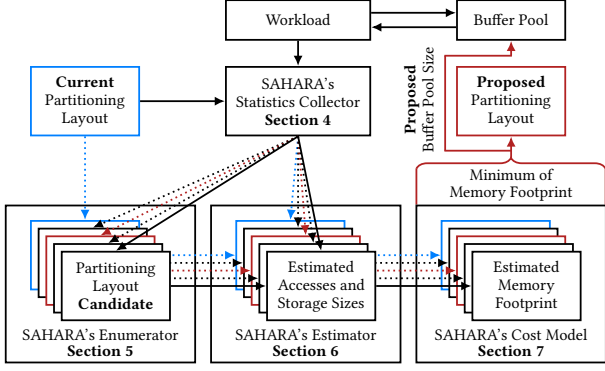 Workload
Buffer Pool
Current
Partitioning
Layout
SAHARA's
Statistics Collector
Section 4
Proposed
Buffer Pool Size
Proposed
Partitioning
Layout
Minimum of
Memory Footprint
Partitioning
Layout
Candidate
SAHARA's Enumerator
Section 5
Estimated
Accesses and
Storage Sizes
SAHARA's Estimator
Section 6
Estimated
Memory
Footprint
SAHARA's Cost Model
Section 7